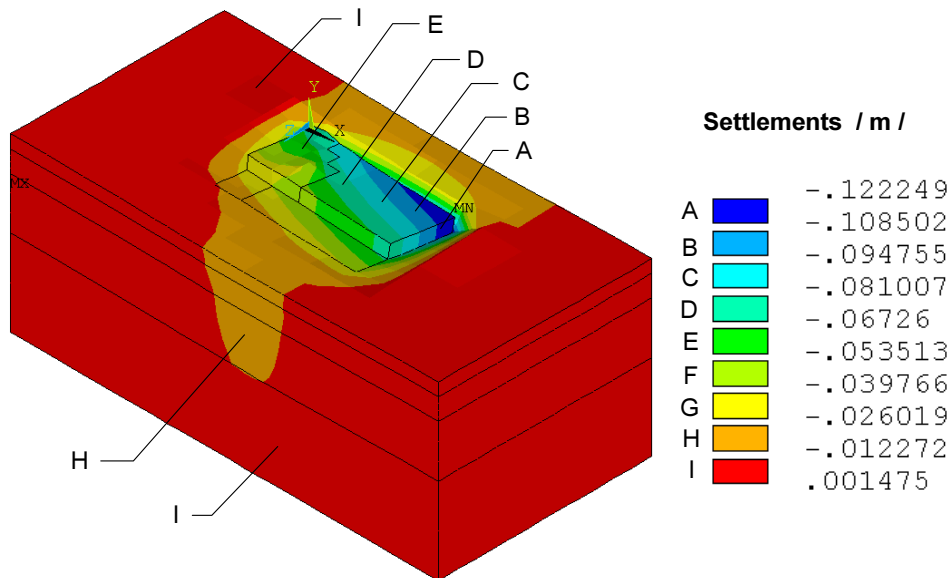 I
E
D
C
B
A
Y
Z
X
MX
MN
H
I
Settlements / m /
-.122249
A
-.108502
B
-.094755
C
-.081007
D
-.06726
E
-.053513
F
-.039766
G
-.026019
H
-.012272
I
.001475